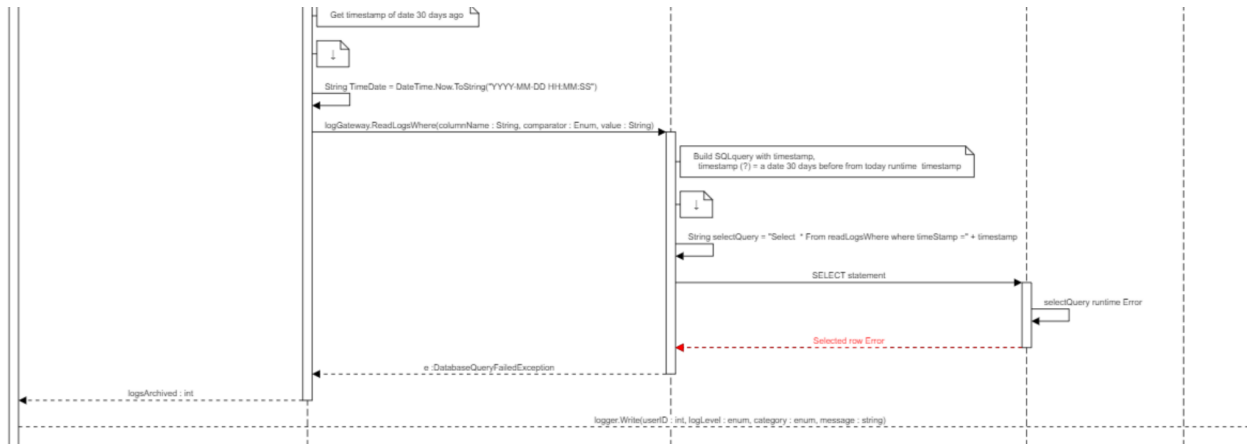 Get timestamp of date 30 days ago
↓
String TimeDate = DateTime.Now.ToString("YYYY-MM-DD HH:MM:SS")
logGateway.ReadLogsWhere(columnName : String, comparator : Enum, value : String)
Build SQLquery with timestamp,
timestamp (?) = a date 30 days before from today runtime timestamp
↓
String selectQuery = "Select * From readLogsWhere where timeStamp =" + timestamp
SELECT statement
selectQuery runtime Error
Selected row Error
e :DatabaseQueryFailedException
logsArchived : int
logger.Write(userID : int, logLevel : enum, category : enum, message : string)